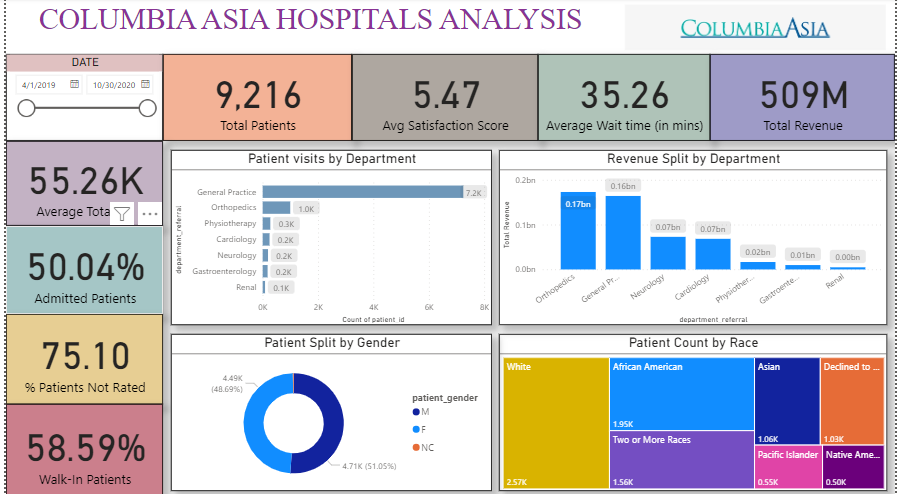 COLUMBIA ASIA HOSPITALS ANALYSIS
COLUMBIAASIA
DATE
4/1/2019
10/30/2020
9,216
Total Patients
5.47
Avg Satisfaction Score
35.26
Average Wait time (in mins)
509M
Total Revenue
55.26K
Average Tota
50.04%
Admitted Patients
75.10
% Patients Not Rated
58.59%
Walk-In Patients
Patient visits by Department
department_referral
General Practice 7.2K
Orthopedics 1.0K
Physiotherapy 0.3K
Cardiology 0.2K
Neurology 0.2K
Gastroenterology 0.2K
Renal 0.1K
0K 2K 4K 6K 8K
Count of patient_id
Revenue Split by Department
Total Revenue
0.2bn
0.1bn
0.0bn
0.17bn
0.16bn
0.07bn
0.07bn
0.02bn
0.01bn
0.00bn
Orthopedics
General Pr...
Neurology
Cardiology
Physiother...
Gastroente...
Renal
department_referral
Patient Split by Gender
4.49K
(48.69%)
4.71K (51.05%)
patient_gender
M
F
NC
Patient Count by Race
White
2.57K
African American
1.95K
Two or More Races
1.56K
Asian
1.06K
Declined to ...
1.03K
Pacific Islander
0.55K
Native Ame...
0.50K